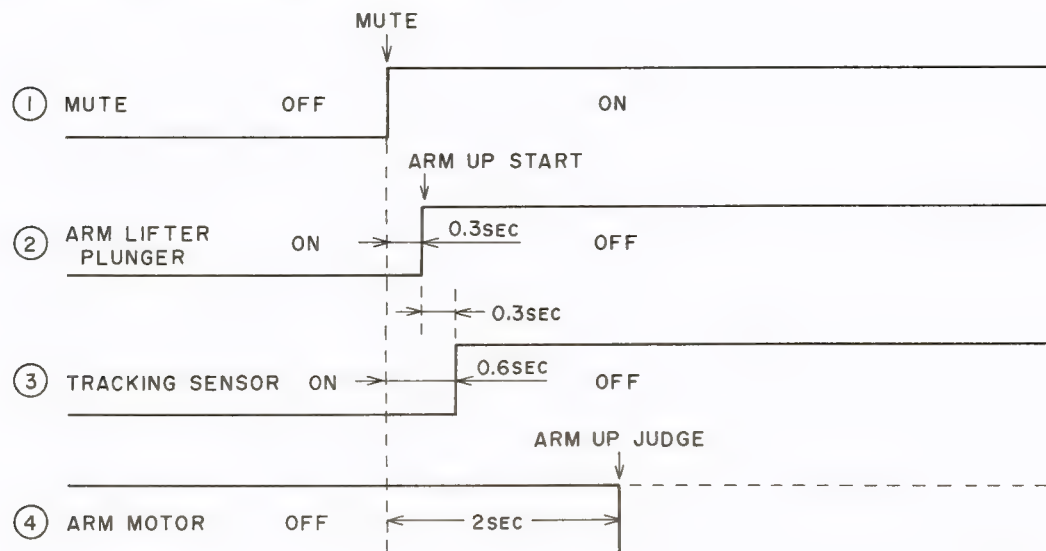 MUTE
① MUTE OFF ON
ARM UP START
② ARM LIFTER PLUNGER ON 0.3SEC OFF
0.3SEC
③ TRACKING SENSOR ON 0.6SEC OFF
ARM UP JUDGE
④ ARM MOTOR OFF 2SEC